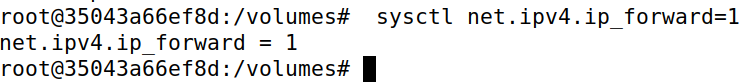 root@35043a66ef8d:/volumes#  sysctl net.ipv4.ip_forward=1
net.ipv4.ip_forward = 1
root@35043a66ef8d:/volumes#